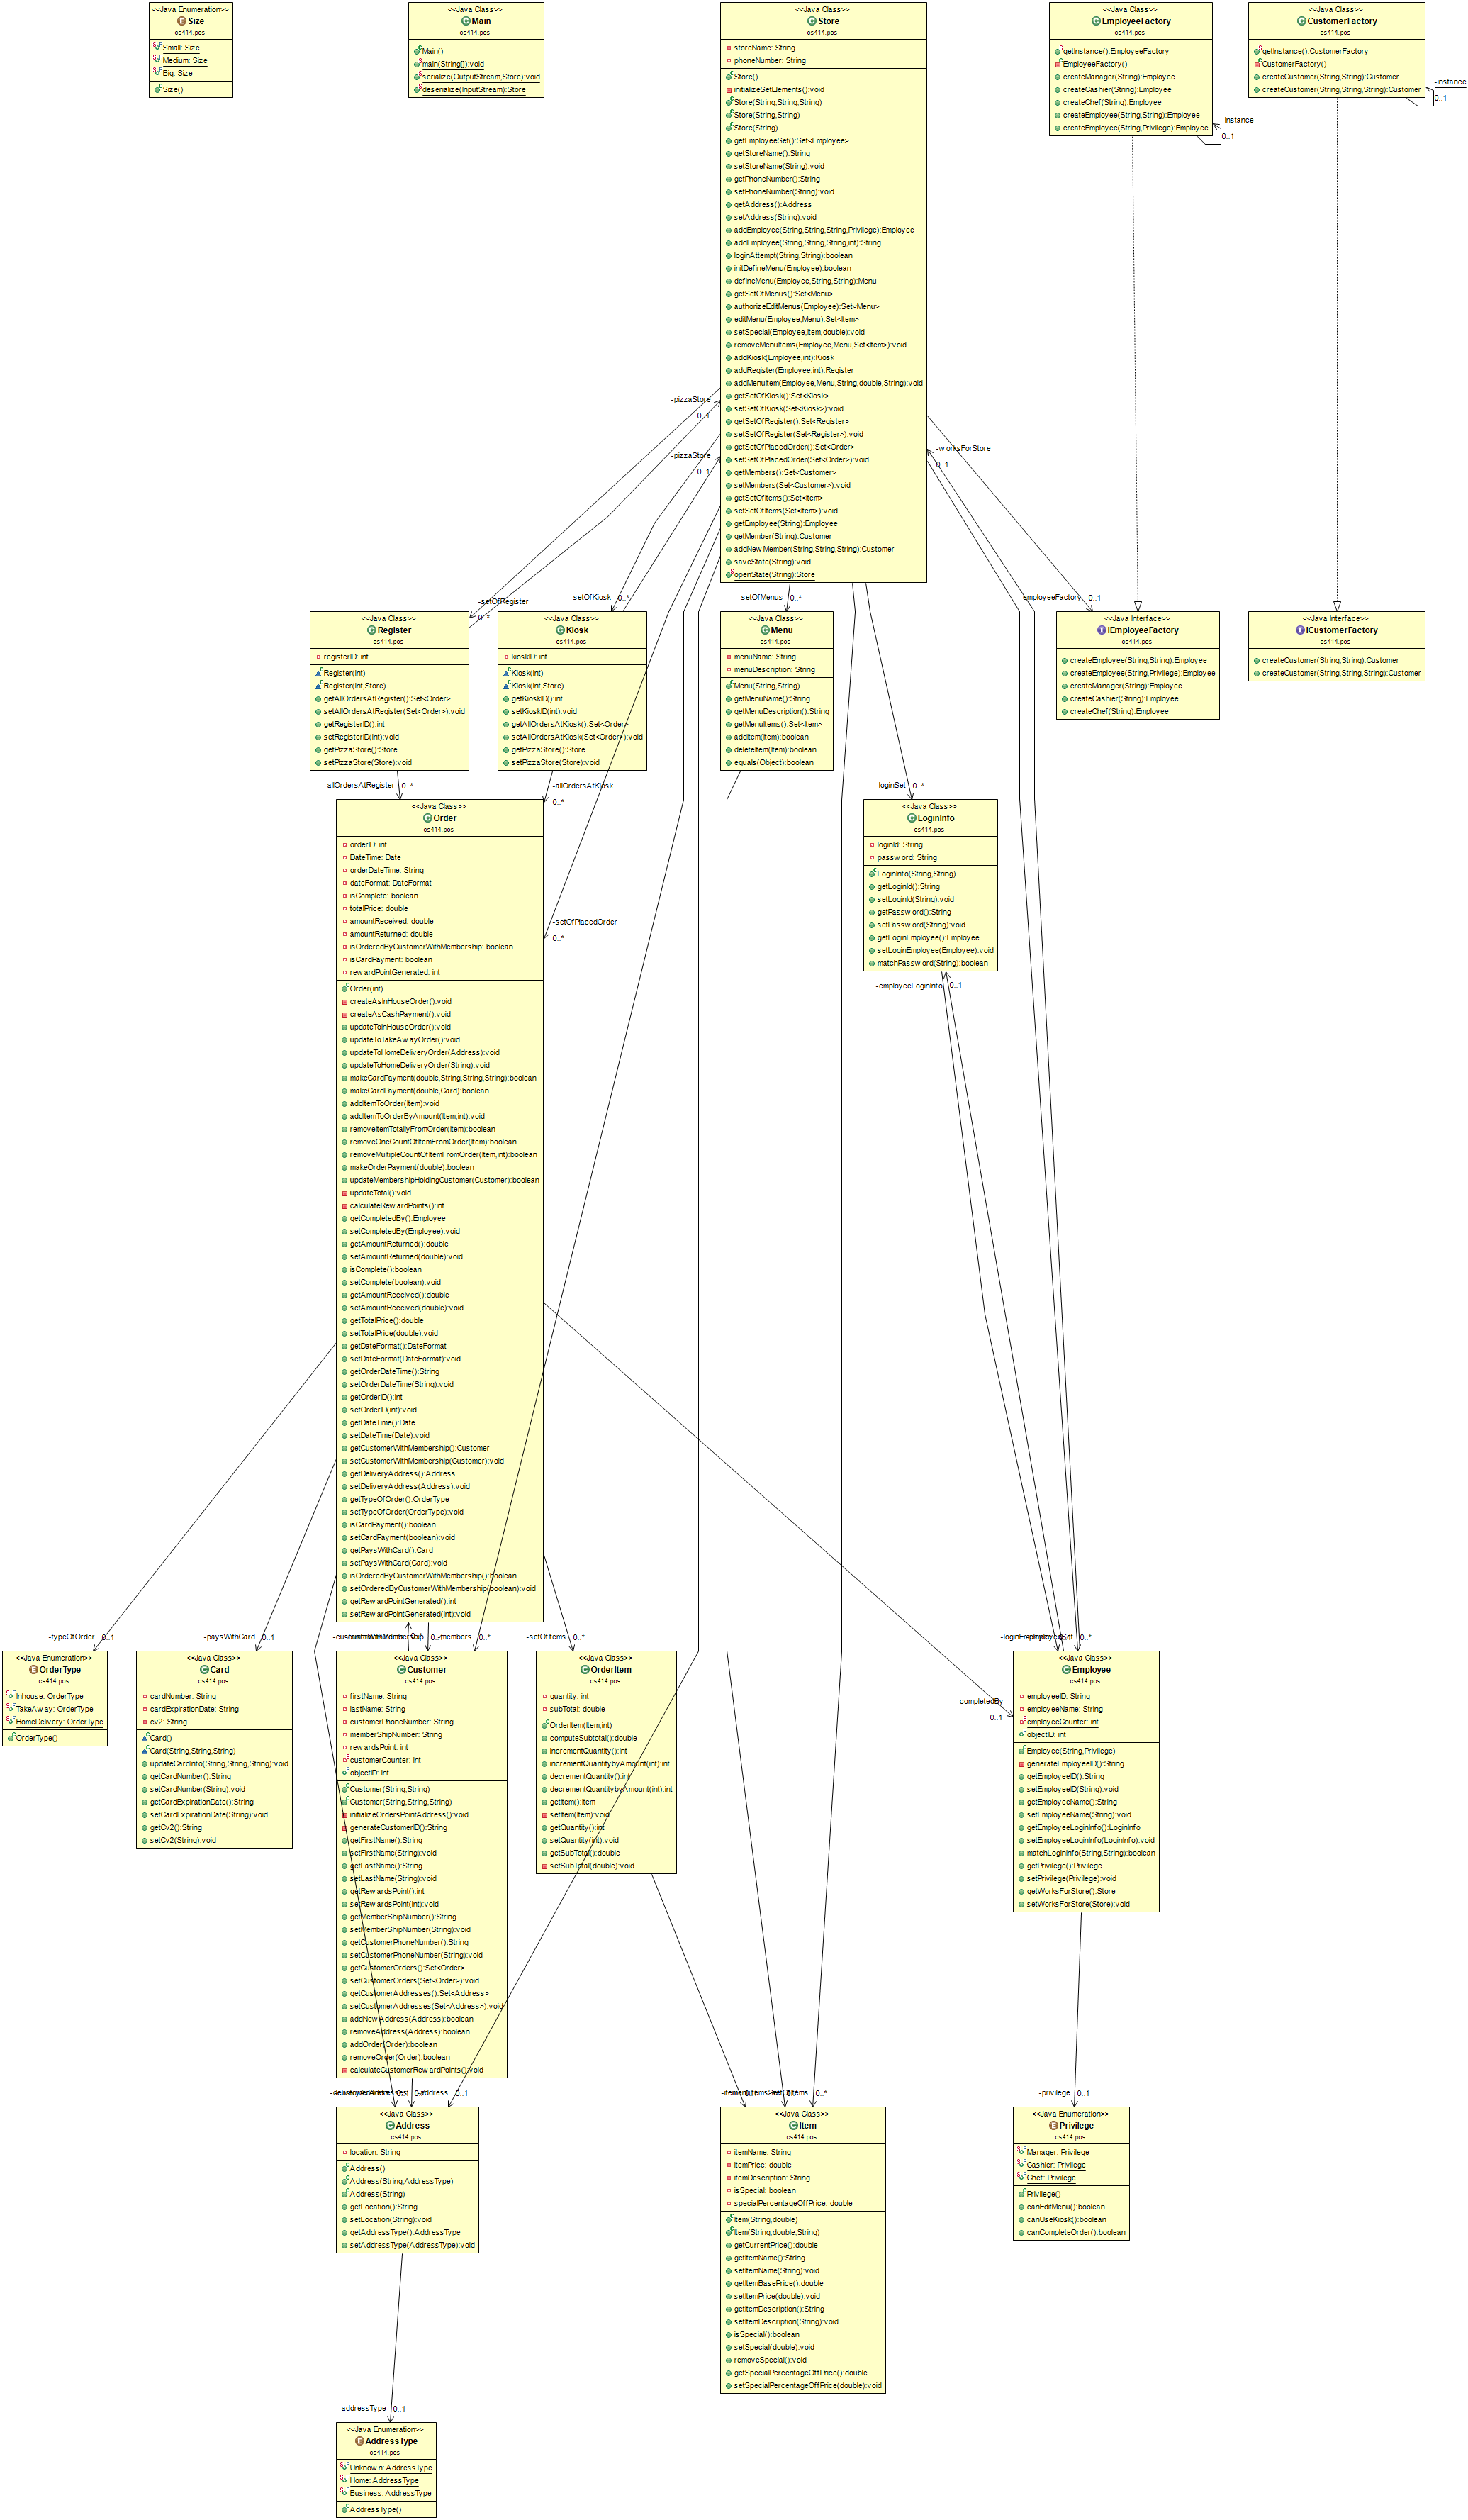 <<Java Enumeration>>
Size
cs414.pos
Small: Size
Medium: Size
Big: Size
Size()
<<Java Class>>
Main
cs414.pos
Main()
main(String[]):void
serialize(OutputStream,Store):void
deserialize(InputStream):Store
<<Java Class>>
Store
cs414.pos
storeName: String
phoneNumber: String
Store()
initializeSetElements():void
Store(String,String,String)
Store(String,String)
Store(String)
getEmployeeSet():Set<Employee>
getStoreName():String
setStoreName(String):void
getPhoneNumber():String
setPhoneNumber(String):void
getAddress():Address
setAddress(String):void
addEmployee(String,String,String,Privilege):Employee
addEmployee(String,String,String,int):String
loginAttempt(String,String):boolean
initDefineMenu(Employee):boolean
defineMenu(Employee,String,String):Menu
getSetOfMenus():Set<Menu>
authorizeEditMenus(Employee):Set<Menu>
editMenu(Employee,Menu):Set<Item>
setSpecial(Employee,Item,double):void
removeMenuItems(Employee,Menu,Set<Item>):void
addKiosk(Employee,int):Kiosk
addRegister(Employee,int):Register
addMenuItem(Employee,Menu,String,double,String):void
getSetOfKiosk():Set<Kiosk>
setSetOfKiosk(Set<Kiosk>):void
getSetOfRegister():Set<Register>
setSetOfRegister(Set<Register>):void
getSetOfPlacedOrder():Set<Order>
setSetOfPlacedOrder(Set<Order>):void
getMembers():Set<Customer>
setMembers(Set<Customer>):void
getSetOfItems():Set<Item>
setSetOfItems(Set<Item>):void
getEmployee(String):Employee
getMember(String):Customer
addNewMember(String,String,String):Customer
saveState(String):void
openState(String):Store
<<Java Class>>
EmployeeFactory
cs414.pos
getInstance():EmployeeFactory
EmployeeFactory()
createManager(String):Employee
createCashier(String):Employee
createChef(String):Employee
createEmployee(String,String):Employee
createEmployee(String,Privilege):Employee
-instance
0..1
<<Java Class>>
CustomerFactory
cs414.pos
getInstance():CustomerFactory
CustomerFactory()
createCustomer(String,String):Customer
createCustomer(String,String,String):Customer
-instance
0..1
-pizzaStore
0..1
-pizzaStore
0..1
-worksForStore
0..1
-setOfRegister
0..*
-setOfKiosk
0..*
-setOfMenus
0..*
-employeeFactory
0..1
<<Java Class>>
Register
cs414.pos
registerID: int
Register(int)
Register(int,Store)
getAllOrdersAtRegister():Set<Order>
setAllOrdersAtRegister(Set<Order>):void
getRegisterID():int
setRegisterID(int):void
getPizzaStore():Store
setPizzaStore(Store):void
<<Java Class>>
Kiosk
cs414.pos
kioskID: int
Kiosk(int)
Kiosk(int,Store)
getKioskID():int
setKioskID(int):void
getAllOrdersAtKiosk():Set<Order>
setAllOrdersAtKiosk(Set<Order>):void
getPizzaStore():Store
setPizzaStore(Store):void
<<Java Class>>
Menu
cs414.pos
menuName: String
menuDescription: String
Menu(String,String)
getMenuName():String
getMenuDescription():String
getMenuItems():Set<Item>
addItem(Item):boolean
deleteItem(Item):boolean
equals(Object):boolean
<<Java Interface>>
IEmployeeFactory
cs414.pos
createEmployee(String,String):Employee
createEmployee(String,Privilege):Employee
createManager(String):Employee
createCashier(String):Employee
createChef(String):Employee
<<Java Interface>>
ICustomerFactory
cs414.pos
createCustomer(String,String):Customer
createCustomer(String,String,String):Customer
-allOrdersAtRegister
0..*
-allOrdersAtKiosk
0..*
-loginSet
0..*
<<Java Class>>
Order
cs414.pos
orderID: int
DateTime: Date
orderDateTime: String
dateFormat: DateFormat
isComplete: boolean
totalPrice: double
amountReceived: double
amountReturned: double
isOrderedByCustomerWithMembership: boolean
isCardPayment: boolean
rewardPointGenerated: int
Order(int)
createAsInHouseOrder():void
createAsCashPayment():void
updateToInHouseOrder():void
updateToTakeAwayOrder():void
updateToHomeDeliveryOrder(Address):void
updateToHomeDeliveryOrder(String):void
makeCardPayment(double,String,String,String):boolean
makeCardPayment(double,Card):boolean
addItemToOrder(Item):void
addItemToOrderByAmount(Item,int):void
removeItemTotallyFromOrder(Item):boolean
removeOneCountOfItemFromOrder(Item):boolean
removeMultipleCountOfItemFromOrder(Item,int):boolean
makeOrderPayment(double):boolean
updateMembershipHoldingCustomer(Customer):boolean
updateTotal():void
calculateRewardPoints():int
getCompletedBy():Employee
setCompletedBy(Employee):void
getAmountReturned():double
setAmountReturned(double):void
isComplete():boolean
setComplete(boolean):void
getAmountReceived():double
setAmountReceived(double):void
getTotalPrice():double
setTotalPrice(double):void
getDateFormat():DateFormat
setDateFormat(DateFormat):void
getOrderDateTime():String
setOrderDateTime(String):void
getOrderID():int
setOrderID(int):void
getDateTime():Date
setDateTime(Date):void
getCustomerWithMembership():Customer
setCustomerWithMembership(Customer):void
getDeliveryAddress():Address
setDeliveryAddress(Address):void
getTypeOfOrder():OrderType
setTypeOfOrder(OrderType):void
isCardPayment():boolean
setCardPayment(boolean):void
getPaysWithCard():Card
setPaysWithCard(Card):void
isOrderedByCustomerWithMembership():boolean
setOrderedByCustomerWithMembership(boolean):void
getRewardPointGenerated():int
setRewardPointGenerated(int):void
-setOfPlacedOrder
0..*
<<Java Class>>
LoginInfo
cs414.pos
loginId: String
password: String
LoginInfo(String,String)
getLoginId():String
setLoginId(String):void
getPassword():String
setPassword(String):void
getLoginEmployee():Employee
setLoginEmployee(Employee):void
matchPassword(String):boolean
-employeeLoginInfo
0..1
-typeOfOrder
0..1
-paysWithCard
0..1
-members
0..*
-setOfItems
0..*
0..*
-completedBy
0..1
<<Java Enumeration>>
OrderType
cs414.pos
Inhouse: OrderType
TakeAway: OrderType
HomeDelivery: OrderType
OrderType()
<<Java Class>>
Card
cs414.pos
cardNumber: String
cardExpirationDate: String
cv2: String
Card()
Card(String,String,String)
updateCardInfo(String,String,String):void
getCardNumber():String
setCardNumber(String):void
getCardExpirationDate():String
setCardExpirationDate(String):void
getCv2():String
setCv2(String):void
<<Java Class>>
Customer
cs414.pos
firstName: String
lastName: String
customerPhoneNumber: String
memberShipNumber: String
rewardsPoint: int
customerCounter: int
objectID: int
Customer(String,String)
Customer(String,String,String)
initializeOrdersPointAddress():void
generateCustomerID():String
getFirstName():String
setFirstName(String):void
getLastName():String
setLastName(String):void
getRewardsPoint():int
setRewardsPoint(int):void
getMemberShipNumber():String
setMemberShipNumber(String):void
getCustomerPhoneNumber():String
setCustomerPhoneNumber(String):void
getCustomerOrders():Set<Order>
setCustomerOrders(Set<Order>):void
getCustomerAddresses():Set<Address>
setCustomerAddresses(Set<Address>):void
addNewAddress(Address):boolean
removeAddress(Address):boolean
addOrder(Order):boolean
removeOrder(Order):boolean
calculateCustomerRewardPoints():void
<<Java Class>>
OrderItem
cs414.pos
quantity: int
subTotal: double
OrderItem(Item,int)
computeSubtotal():double
incrementQuantity():int
incrementQuantitybyAmount(int):int
decrementQuantity():int
decrementQuantitybyAmount(int):int
getItem():Item
setItem(Item):void
getQuantity():int
setQuantity(int):void
getSubTotal():double
setSubTotal(double):void
<<Java Class>>
Employee
cs414.pos
employeeID: String
employeeName: String
employeeCounter: int
objectID: int
Employee(String,Privilege)
generateEmployeeID():String
getEmployeeID():String
setEmployeeID(String):void
getEmployeeName():String
setEmployeeName(String):void
getEmployeeLoginInfo():LoginInfo
setEmployeeLoginInfo(LoginInfo):void
matchLoginInfo(String,String):boolean
getPrivilege():Privilege
setPrivilege(Privilege):void
getWorksForStore():Store
setWorksForStore(Store):void
-address
0..1
0..*
-privilege
0..1
<<Java Class>>
Address
cs414.pos
location: String
Address()
Address(String,AddressType)
Address(String)
getLocation():String
setLocation(String):void
getAddressType():AddressType
setAddressType(AddressType):void
<<Java Class>>
Item
cs414.pos
itemName: String
itemPrice: double
itemDescription: String
isSpecial: boolean
specialPercentageOffPrice: double
Item(String,double)
Item(String,double,String)
getCurrentPrice():double
getItemName():String
setItemName(String):void
getItemBasePrice():double
setItemPrice(double):void
getItemDescription():String
setItemDescription(String):void
isSpecial():boolean
setSpecial(double):void
removeSpecial():void
getSpecialPercentageOffPrice():double
setSpecialPercentageOffPrice(double):void
<<Java Enumeration>>
Privilege
cs414.pos
Manager: Privilege
Cashier: Privilege
Chef: Privilege
Privilege()
canEditMenu():boolean
canUseKiosk():boolean
canCompleteOrder():boolean
-addressType
0..1
<<Java Enumeration>>
AddressType
cs414.pos
Unknown: AddressType
Home: AddressType
Business: AddressType
AddressType()